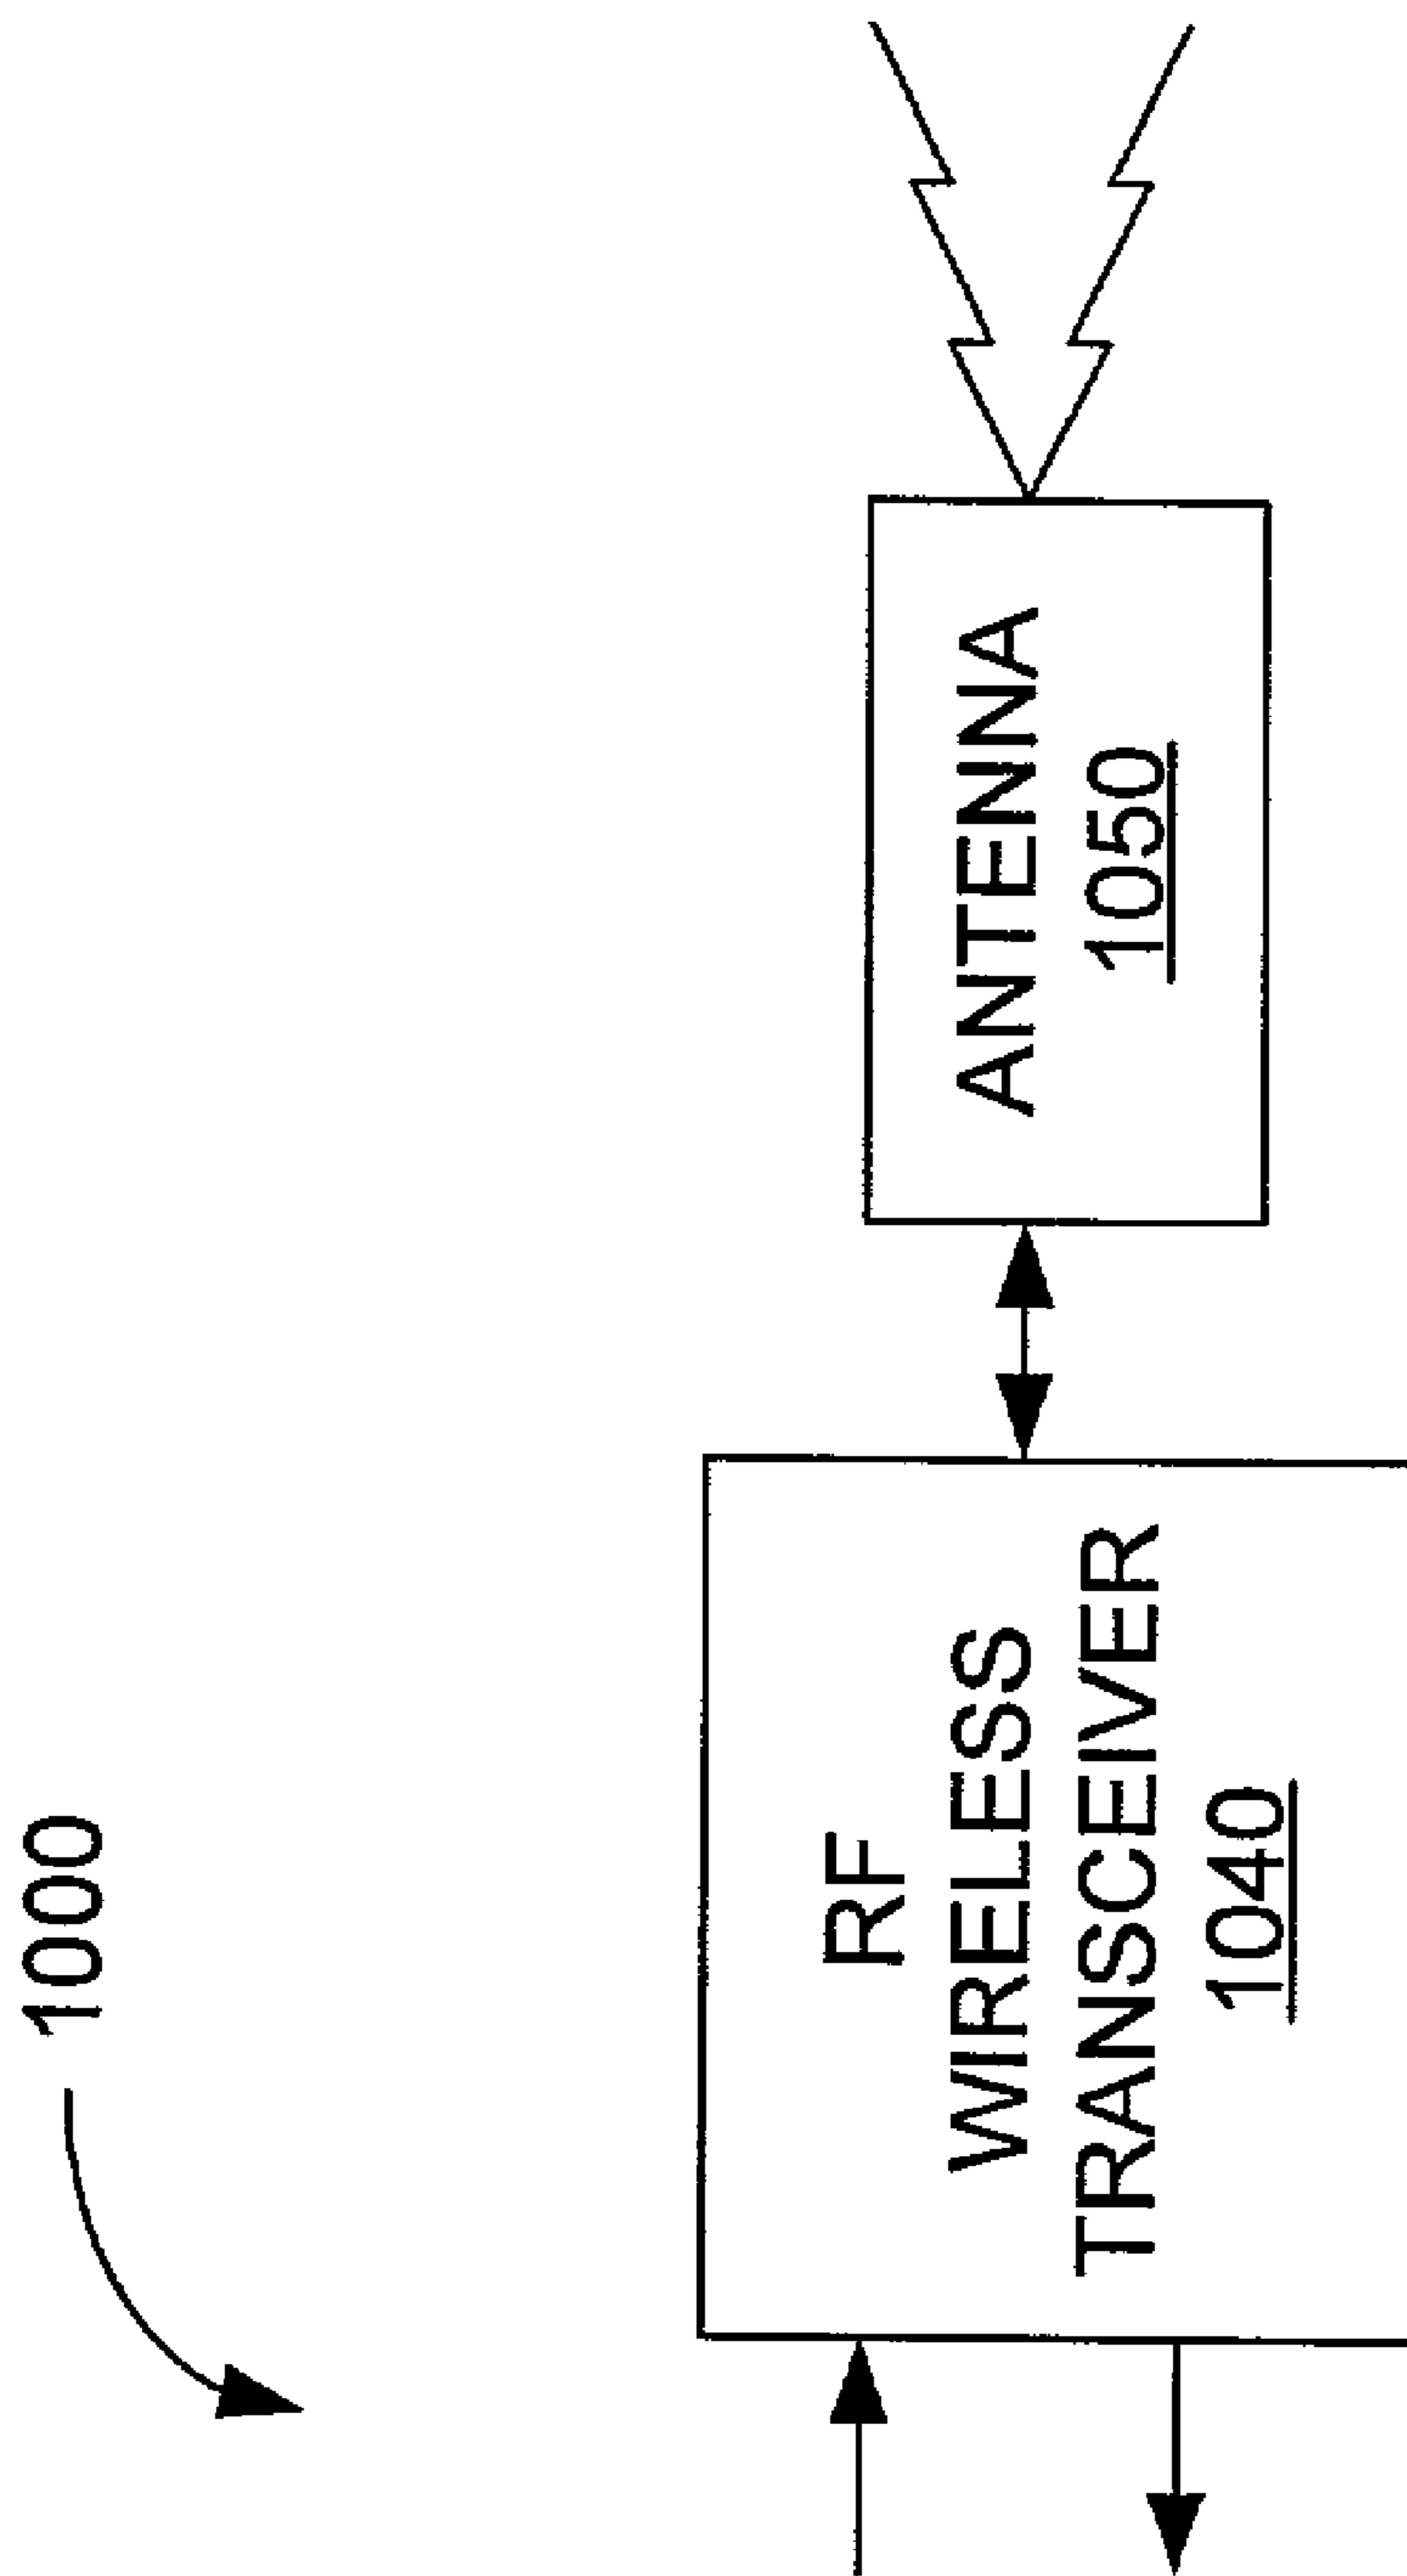 1000
RF
WIRELESS
TRANSCEIVER
1040
ANTENNA
1050